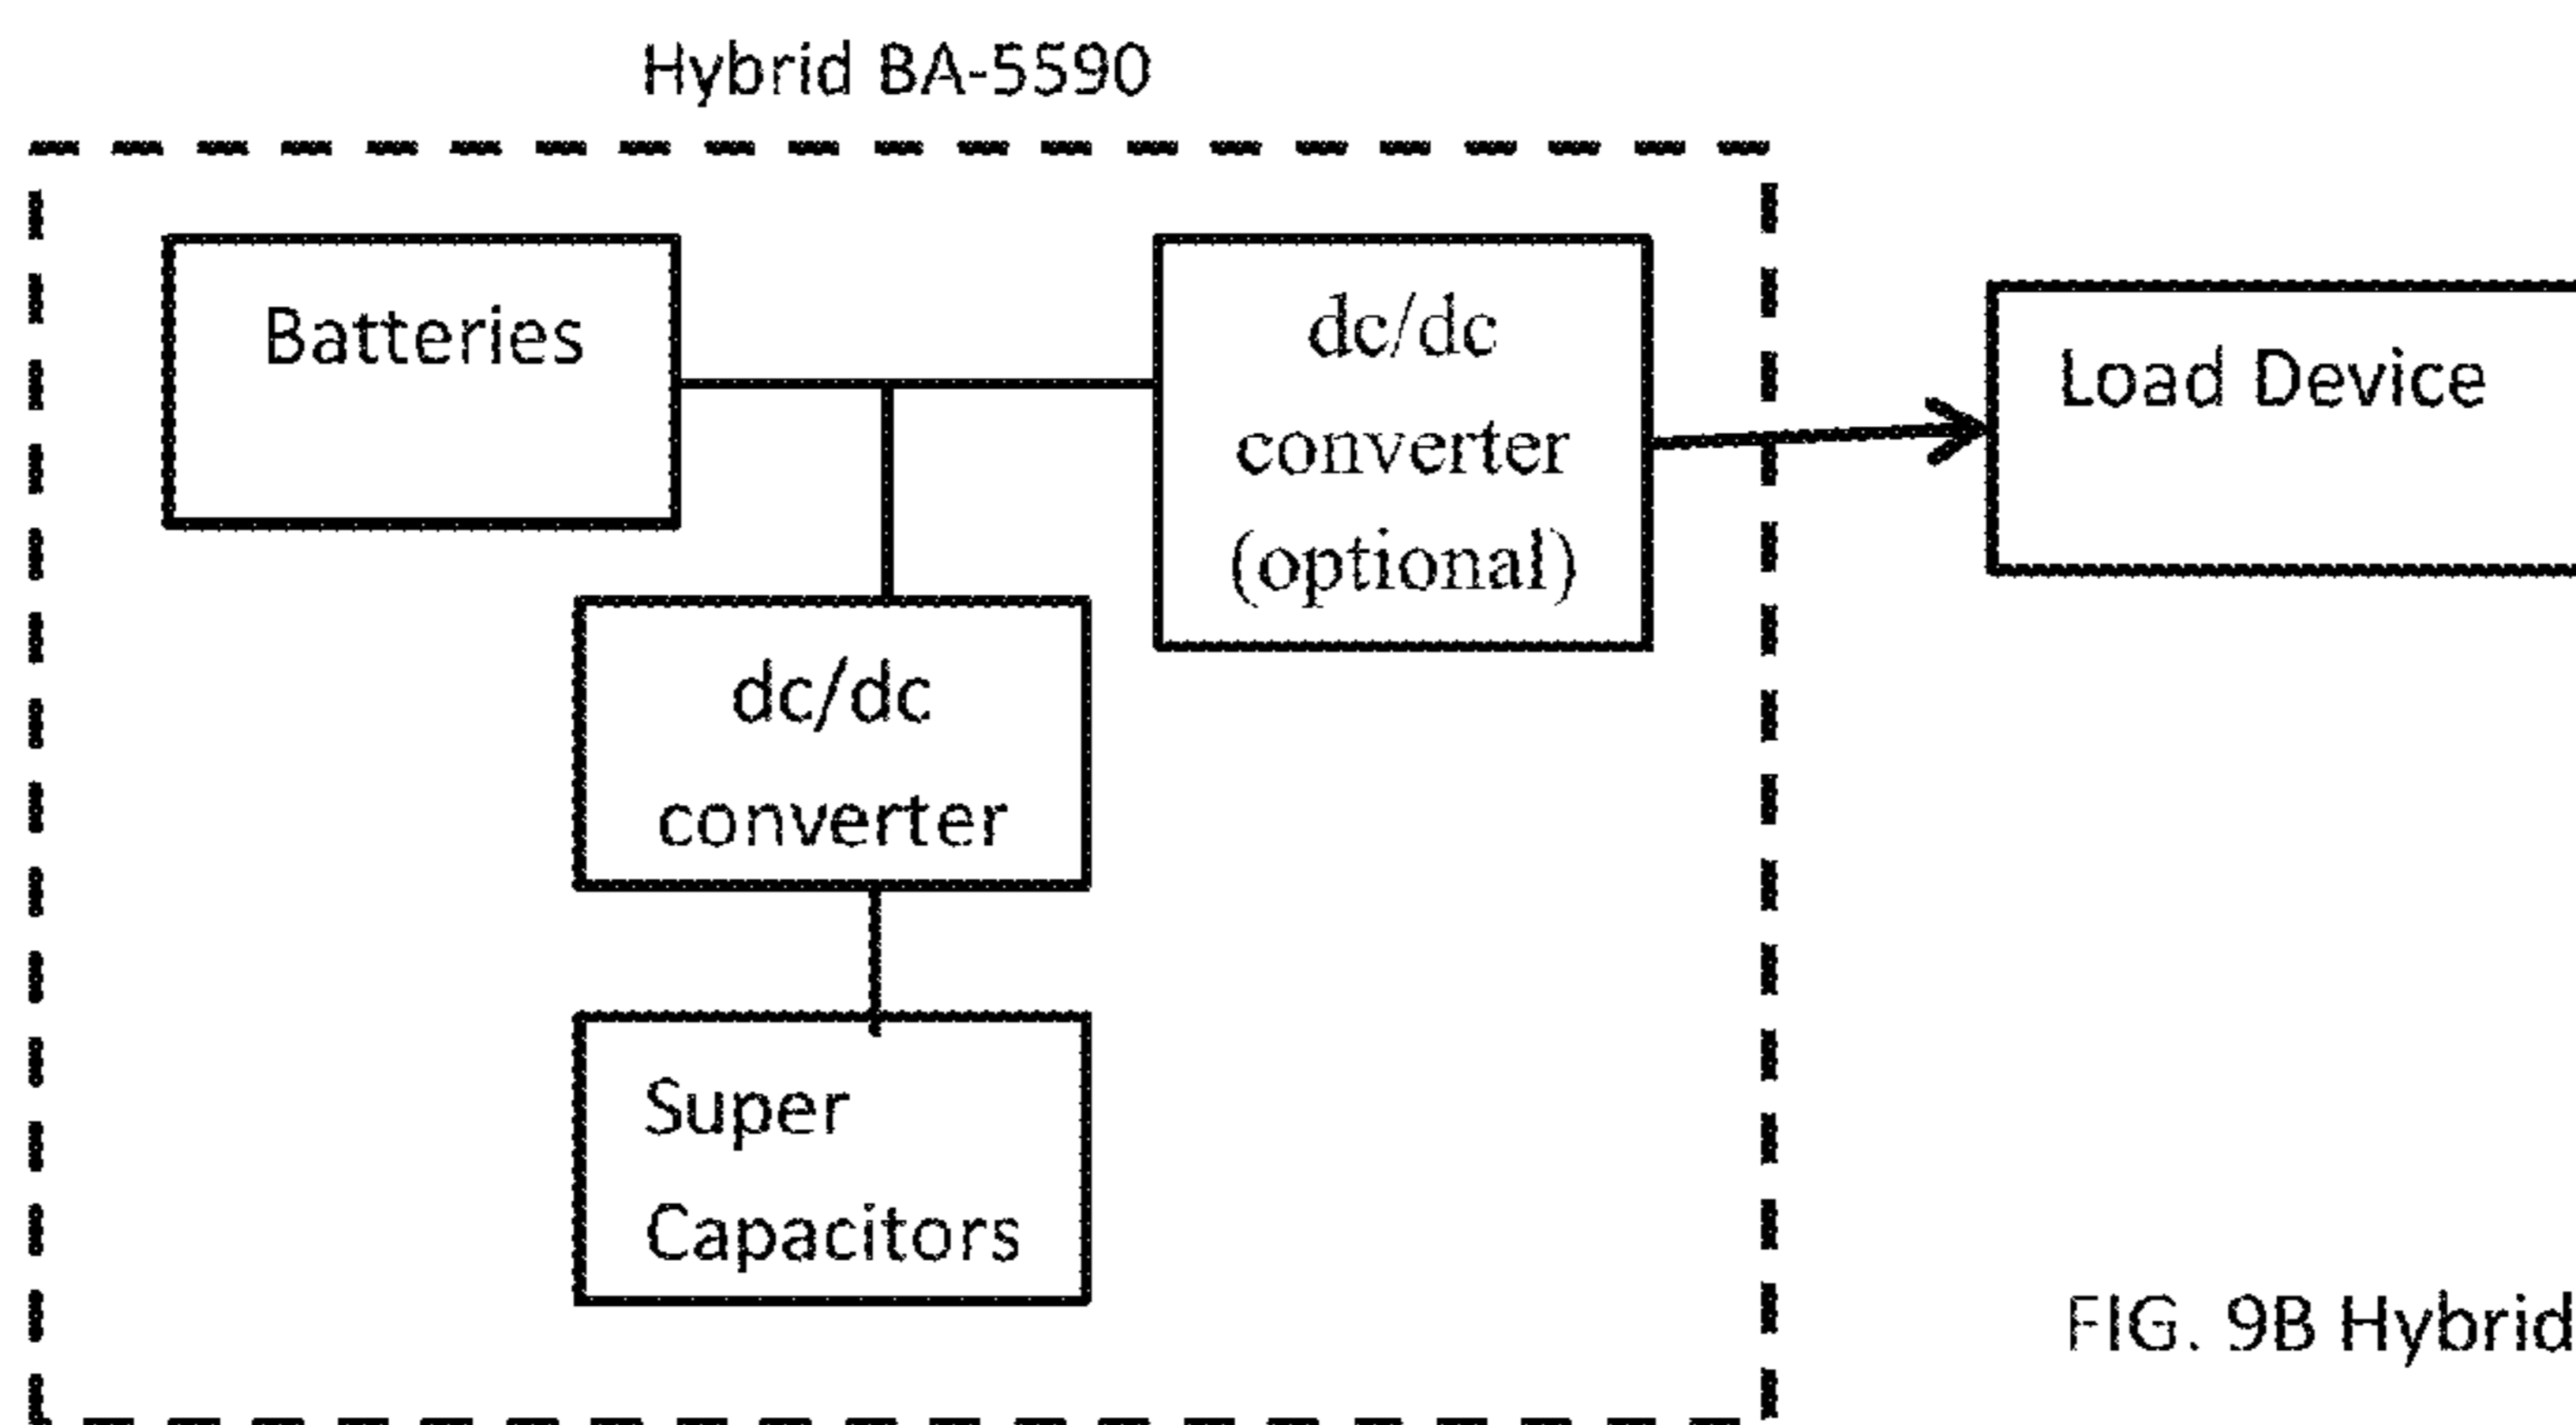 Hybrid BA-5590
Batteries
dc/dc
converter
(optional)
Load Device
dc/dc
converter
Super
Capacitors
FIG. 9B Hybrid